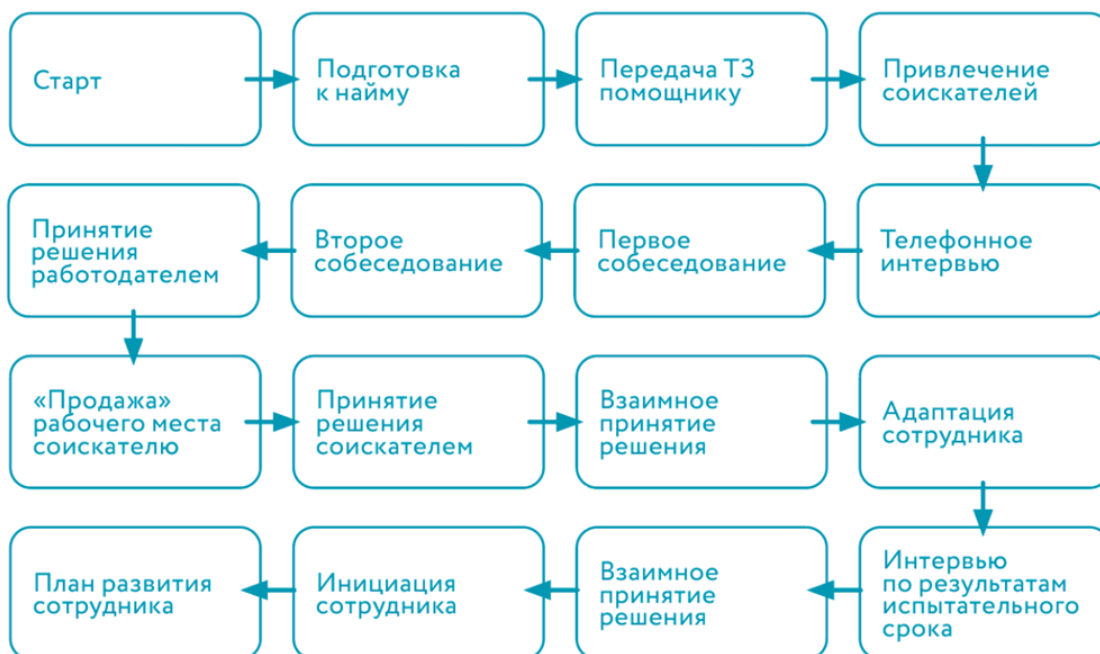 Старт
Подготовка
к найму
Передача ТЗ
помощнику
Привлечение
соискателей
Телефонное
интервью
Первое
собеседование
Второе
собеседование
Принятие
решения
работодателем
«Продажа»
рабочего места
соискателю
Принятие
решения
соискателем
Взаимное
принятие
решения
Адаптация
сотрудника
Интервью
по результатам
испытательного
срока
Взаимное
принятие
решения
Инициация
сотрудника
План развития
сотрудника